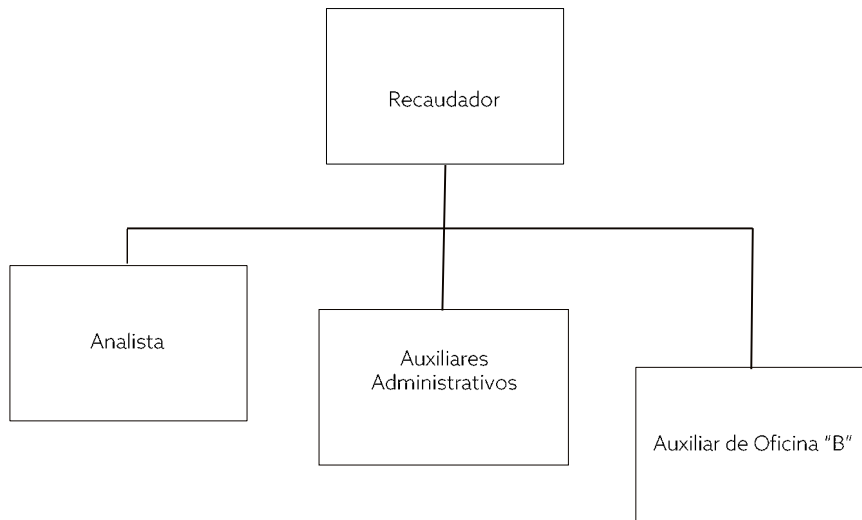 Recaudador
Analista
Auxiliares
Administrativos
Auxiliar de Oficina "B"